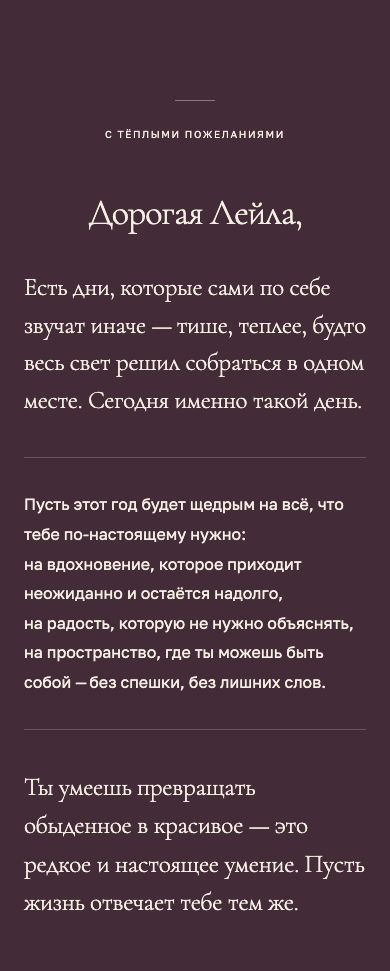 С ТЁПЛЫМИ ПОЖЕЛАНИЯМИ
Дорогая Лейла,
Есть дни, которые сами по себе
звучат иначе — тише, теплее, будто
весь свет решил собраться в одном
месте. Сегодня именно такой день.
Пусть этот год будет щедрым на всё, что
тебе по-настоящему нужно:
на вдохновение, которое приходит
неожиданно и остаётся надолго,
на радость, которую не нужно объяснять,
на пространство, где ты можешь быть
собой — без спешки, без лишних слов.
Ты умеешь превращать
обыденное в красивое — это
редкое и настоящее умение. Пусть
жизнь отвечает тебе тем же.